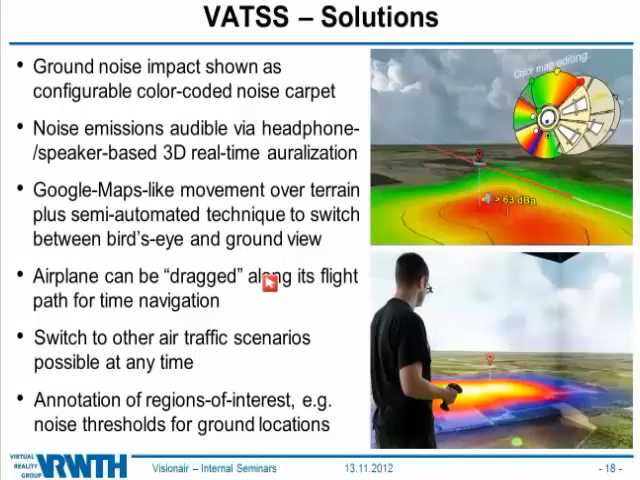 VATSS – Solutions
• Ground noise impact shown as
configurable color-coded noise carpet
• Noise emissions audible via headphone-
/speaker-based 3D real-time auralization
• Google-Maps-like movement over terrain
plus semi-automated technique to switch
between bird's-eye and ground view
• Airplane can be “dragged” along its flight
path for time navigation
• Switch to other air traffic scenarios
possible at any time
• Annotation of regions-of-interest, e.g.
noise thresholds for ground locations
Color map editing
> 63 dBa
VIRTUAL
REALITY
GROUP
RWTH
Visionair – Internal Seminars
13.11.2012
- 18 -